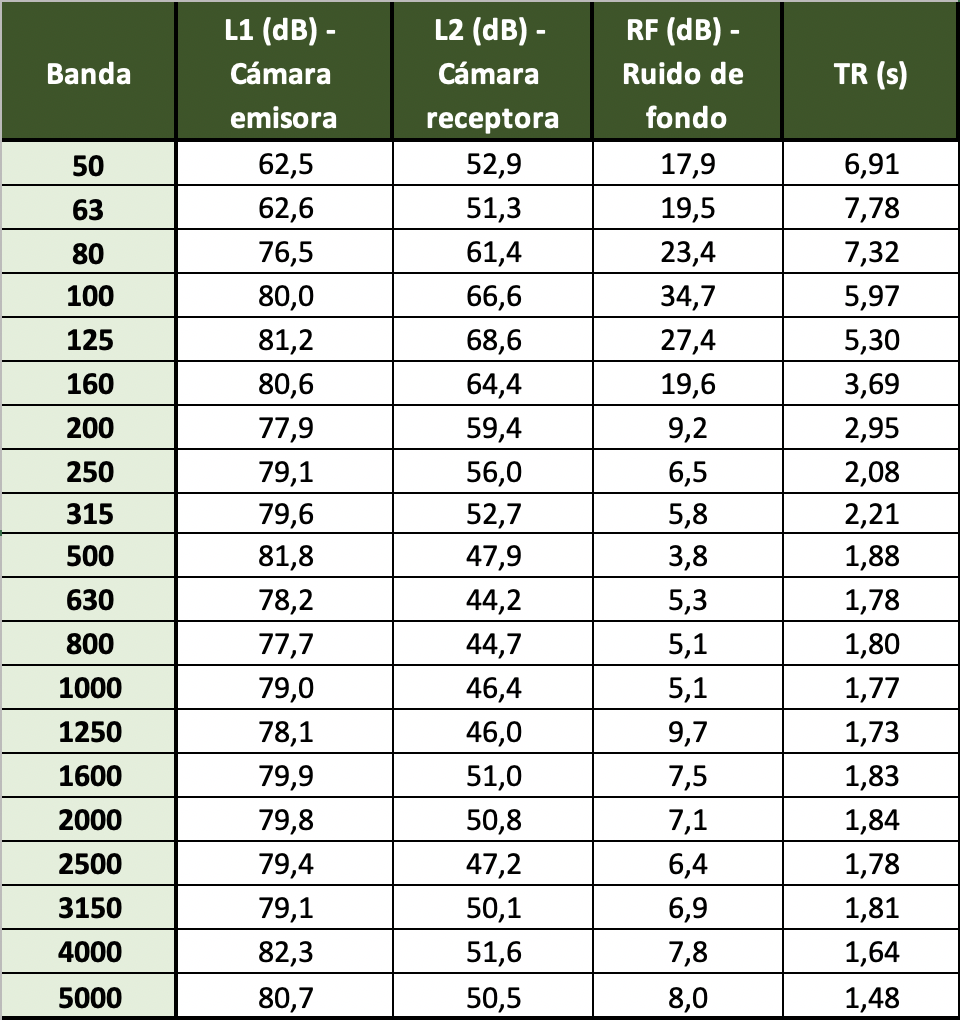 Banda | L1 (dB) - Cámara emisora | L2 (dB) - Cámara receptora | RF (dB) - Ruido de fondo | TR (s)
50 | 62,5 | 52,9 | 17,9 | 6,91
63 | 62,6 | 51,3 | 19,5 | 7,78
80 | 76,5 | 61,4 | 23,4 | 7,32
100 | 80,0 | 66,6 | 34,7 | 5,97
125 | 81,2 | 68,6 | 27,4 | 5,30
160 | 80,6 | 64,4 | 19,6 | 3,69
200 | 77,9 | 59,4 | 9,2 | 2,95
250 | 79,1 | 56,0 | 6,5 | 2,08
315 | 79,6 | 52,7 | 5,8 | 2,21
500 | 81,8 | 47,9 | 3,8 | 1,88
630 | 78,2 | 44,2 | 5,3 | 1,78
800 | 77,7 | 44,7 | 5,1 | 1,80
1000 | 79,0 | 46,4 | 5,1 | 1,77
1250 | 78,1 | 46,0 | 9,7 | 1,73
1600 | 79,9 | 51,0 | 7,5 | 1,83
2000 | 79,8 | 50,8 | 7,1 | 1,84
2500 | 79,4 | 47,2 | 6,4 | 1,78
3150 | 79,1 | 50,1 | 6,9 | 1,81
4000 | 82,3 | 51,6 | 7,8 | 1,64
5000 | 80,7 | 50,5 | 8,0 | 1,48